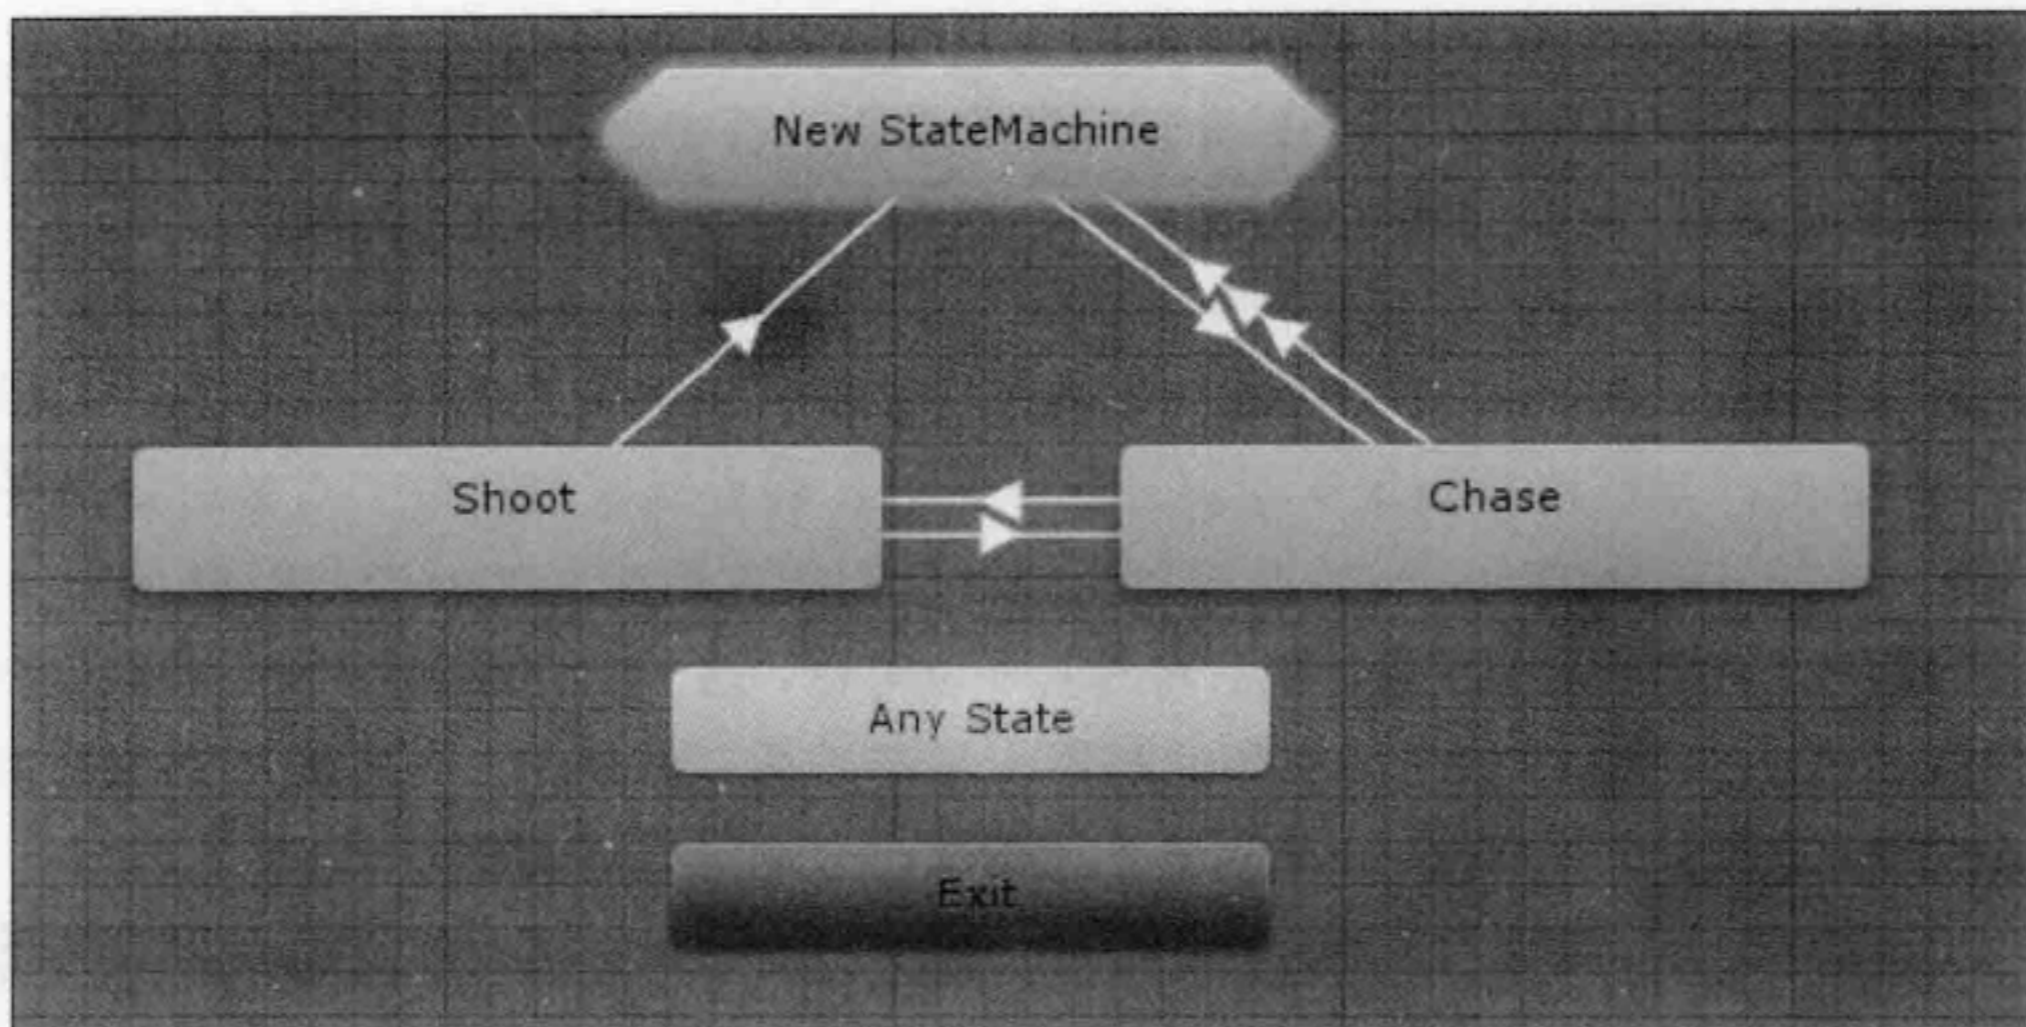 New StateMachine
Shoot
Chase
Any State
Exit